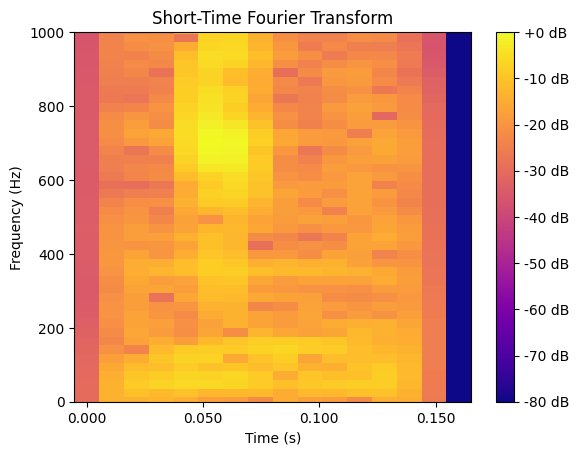 Short-Time Fourier Transform
1000
800
600
400
200
0
Frequency (Hz)
0.000
0.050
0.100
0.150
Time (s)
+0 dB
-10 dB
-20 dB
-30 dB
-40 dB
-50 dB
-60 dB
-70 dB
-80 dB